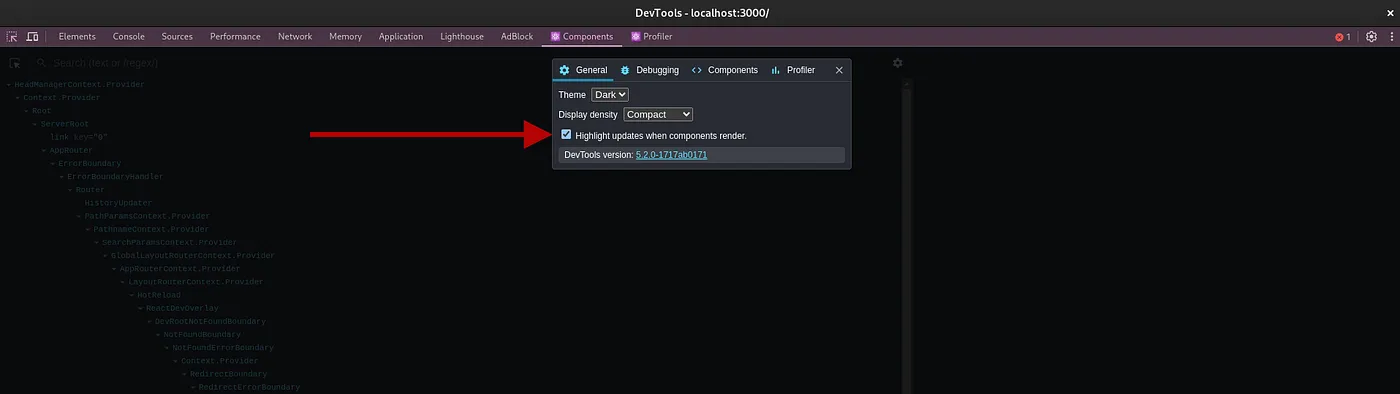 DevTools - localhost:3000/
Elements Console Sources Performance Network Memory Application Lighthouse AdBlock Components Profiler 1
Search (text or /regex/)
General Debugging Components Profiler
Theme Dark
Display density Compact
Highlight updates when components render.
DevTools version: 5.2.0-1717ab0171
HeadManagerContext.Provider
Context.Provider
Root
ServerRoot
link key="0"
AppRouter
ErrorBoundary
ErrorBoundaryHandler
Router
HistoryUpdater
PathParamsContext.Provider
PathnameContext.Provider
SearchParamsContext.Provider
GlobalLayoutRouterContext.Provider
AppRouterContext.Provider
LayoutRouterContext.Provider
HotReload
ReactDevOverlay
DevRootNotFoundBoundary
NotFoundBoundary
NotFoundErrorBoundary
Context.Provider
RedirectBoundary
RedirectErrorBoundary